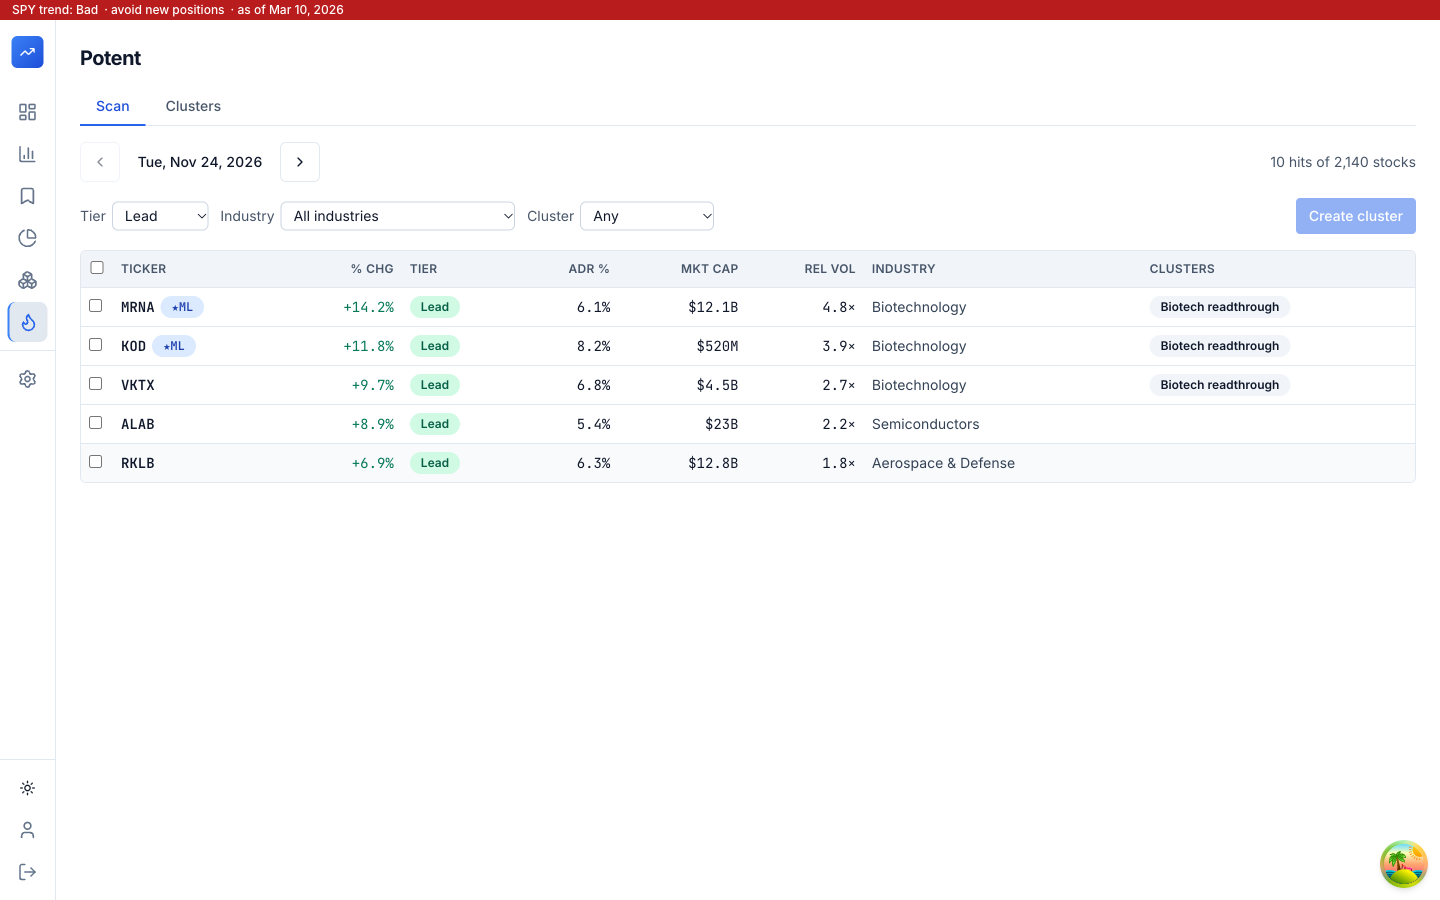 SPY trend: Bad · avoid new positions · as of Mar 10, 2026
Potent
Scan Clusters
Tue, Nov 24, 2026 10 hits of 2,140 stocks
Tier Lead Industry All industries Cluster Any Create cluster
TICKER % CHG TIER ADR % MKT CAP REL VOL INDUSTRY CLUSTERS
MRNA ★ML +14.2% Lead 6.1% $12.1B 4.8× Biotechnology Biotech readthrough
KOD ★ML +11.8% Lead 8.2% $520M 3.9× Biotechnology Biotech readthrough
VKTX +9.7% Lead 6.8% $4.5B 2.7× Biotechnology Biotech readthrough
ALAB +8.9% Lead 5.4% $23B 2.2× Semiconductors
RKLB +6.9% Lead 6.3% $12.8B 1.8× Aerospace & Defense